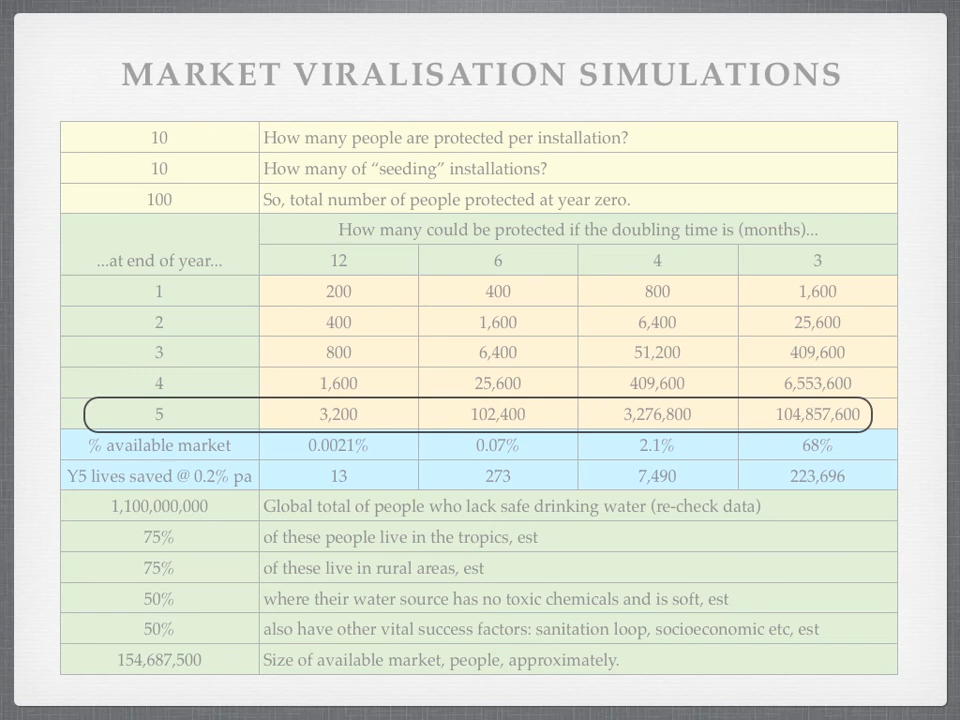 MARKET VIRALISATION SIMULATIONS
10 How many people are protected per installation?
10 How many of “seeding” installations?
100 So, total number of people protected at year zero.
How many could be protected if the doubling time is (months)...
...at end of year... 12 6 4 3
1 200 400 800 1,600
2 400 1,600 6,400 25,600
3 800 6,400 51,200 409,600
4 1,600 25,600 409,600 6,553,600
5 3,200 102,400 3,276,800 104,857,600
% available market 0.0021% 0.07% 2.1% 68%
Y5 lives saved @ 0.2% pa 13 273 7,490 223,696
1,100,000,000 Global total of people who lack safe drinking water (re-check data)
75% of these people live in the tropics, est
75% of these live in rural areas, est
50% where their water source has no toxic chemicals and is soft, est
50% also have other vital success factors: sanitation loop, socioeconomic etc, est
154,687,500 Size of available market, people, approximately.